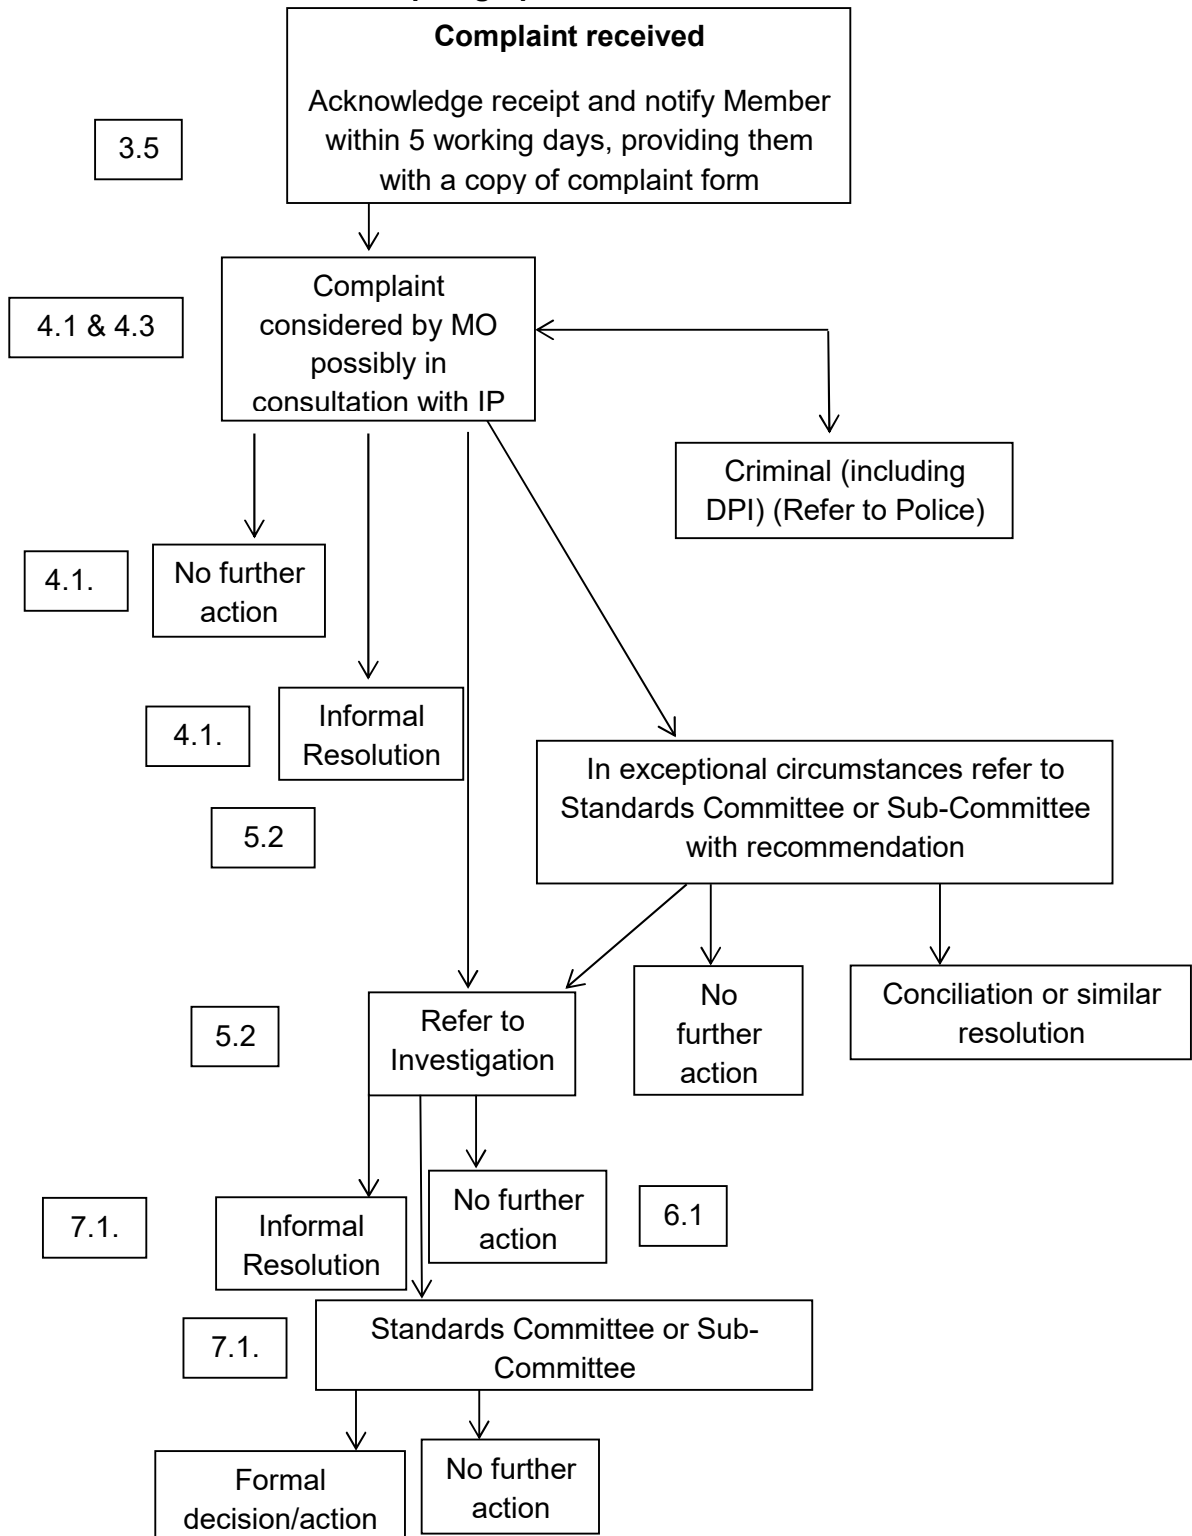 Complaint received
Acknowledge receipt and notify Member
within 5 working days, providing them
with a copy of complaint form
3.5
Complaint
considered by MO
possibly in
consultation with IP
4.1 & 4.3
Criminal (including
DPI) (Refer to Police)
4.1.
No further
action
4.1.
Informal
Resolution
5.2
In exceptional circumstances refer to
Standards Committee or Sub-Committee
with recommendation
5.2
Refer to
Investigation
No
further
action
Conciliation or similar
resolution
7.1.
Informal
Resolution
No further
action
6.1
7.1.
Standards Committee or Sub-
Committee
Formal
decision/action
No further
action